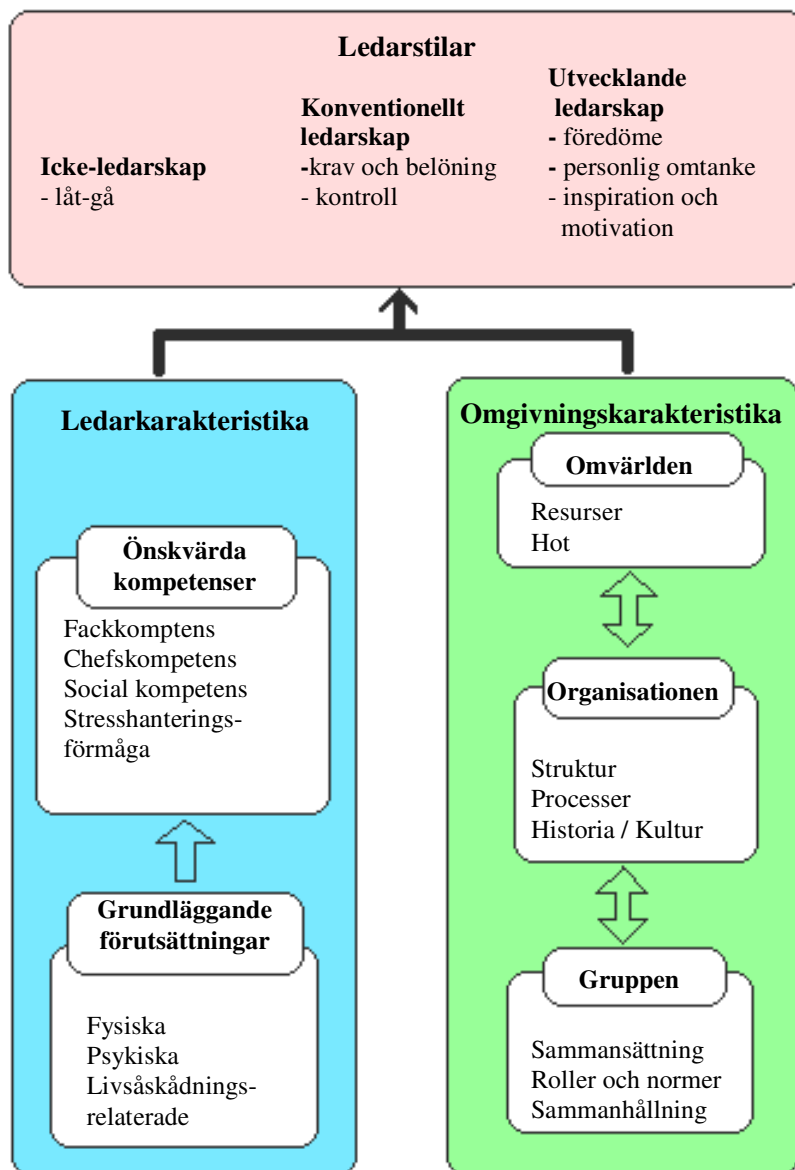 Ledarstilar
Icke-ledarskap
- låt-gå
Konventionellt
ledarskap
-krav och belöning
- kontroll
Utvecklande
ledarskap
- föredöme
- personlig omtanke
- inspiration och
motivation
Ledarkarakteristika
Önskvärda
kompetenser
Fackkomptens
Chefskompetens
Social kompetens
Stresshanterings-
förmåga
Grundläggande
förutsättningar
Fysiska
Psykiska
Livsåskådnings-
relaterade
Omgivningskarakteristika
Omvärlden
Resurser
Hot
Organisationen
Struktur
Processer
Historia / Kultur
Gruppen
Sammansättning
Roller och normer
Sammanhållning